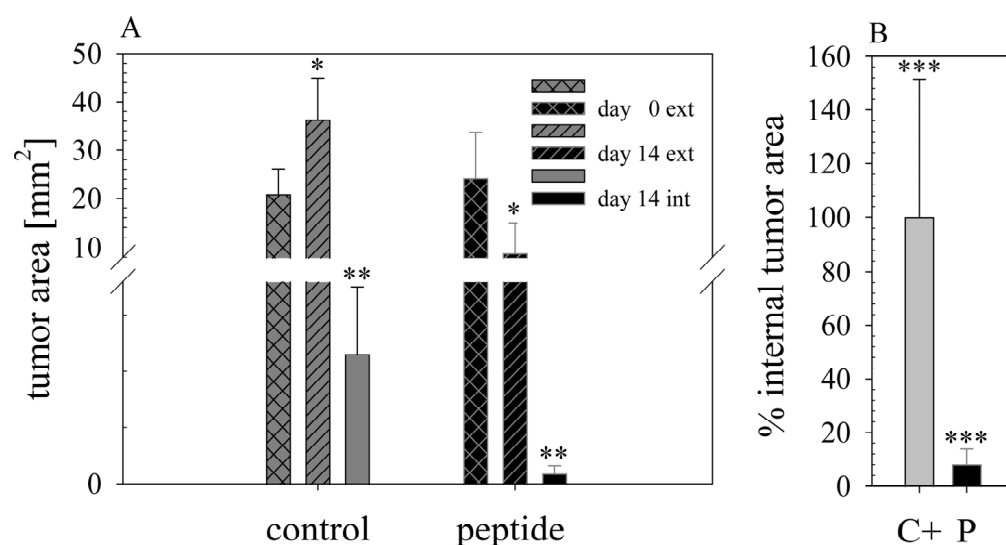 A
tumor area [mm²]
50
40
30
20
10
0
*
**
*
**
day 0 ext
day 14 ext
day 14 int
control
peptide
B
% internal tumor area
160
140
120
100
80
60
40
20
0
***
***
C+ P